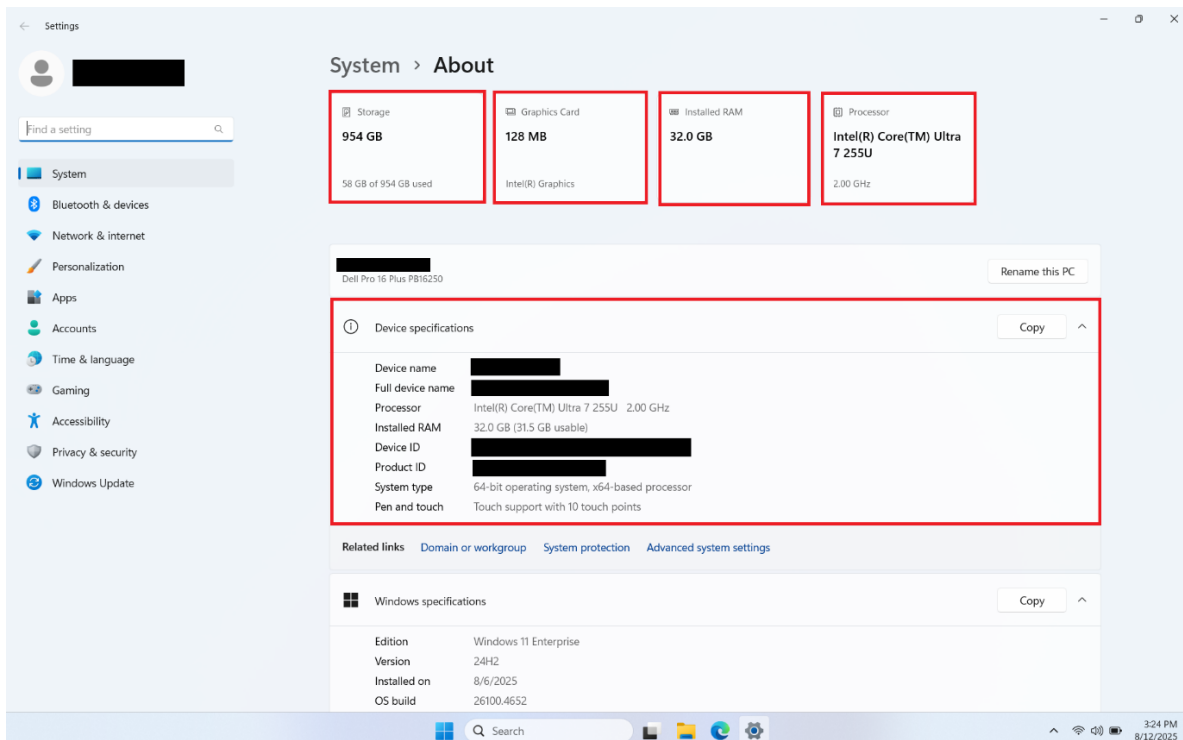 Settings
Find a setting
System
Bluetooth & devices
Network & internet
Personalization
Apps
Accounts
Time & language
Gaming
Accessibility
Privacy & security
Windows Update
System > About
Storage
954 GB
58 GB of 954 GB used
Graphics Card
128 MB
Intel(R) Graphics
Installed RAM
32.0 GB
Processor
Intel(R) Core(TM) Ultra
7 255U
2.00 GHz
Dell Pro 16 Plus PB16250
Rename this PC
Device specifications
Copy
Device name
Full device name
Processor Intel(R) Core(TM) Ultra 7 255U 2.00 GHz
Installed RAM 32.0 GB (31.5 GB usable)
Device ID
Product ID
System type 64-bit operating system, x64-based processor
Pen and touch Touch support with 10 touch points
Related links Domain or workgroup System protection Advanced system settings
Windows specifications
Copy
Edition Windows 11 Enterprise
Version 24H2
Installed on 8/6/2025
OS build 26100.4652
Search
3:24 PM
8/12/2025